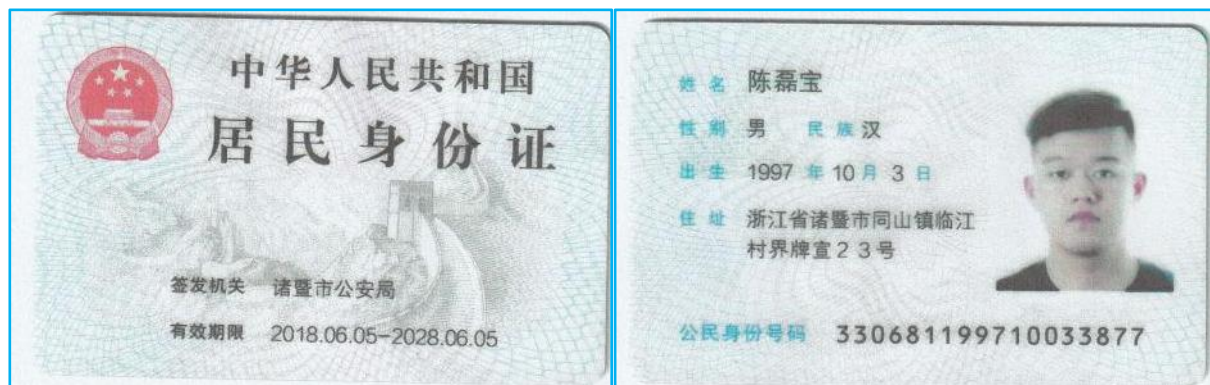 中华人民共和国
居民身份证
签发机关 诸暨市公安局
有效期限 2018.06.05-2028.06.05
姓名 陈磊宝
性别 男 民族 汉
出生 1997 年 10 月 3 日
住址 浙江省诸暨市同山镇临江
村界牌宣23号
公民身份号码 330681199710033877